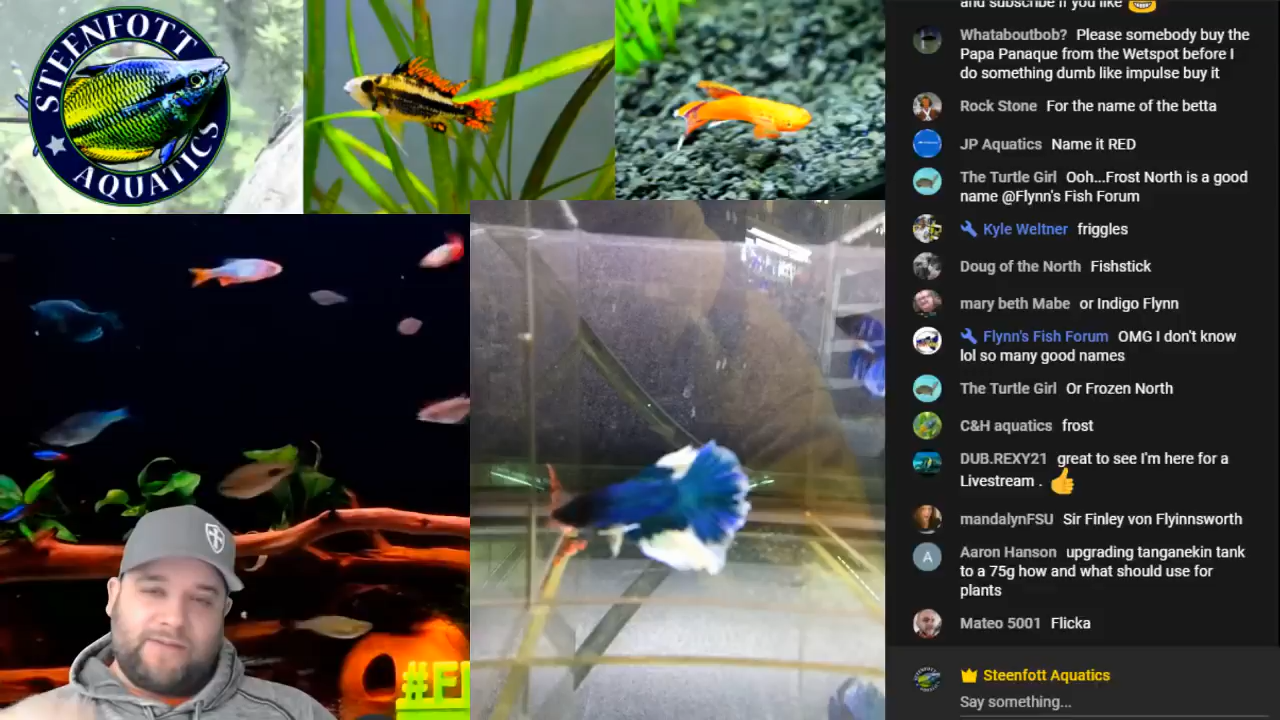 STEENFOTT
AQUATICS
#F
and subscribe if you like
Whataboutbob? Please somebody buy the
Papa Panaque from the Wetspot before I
do something dumb like impulse buy it
Rock Stone For the name of the betta
JP Aquatics Name it RED
The Turtle Girl Ooh...Frost North is a good
name @Flynn's Fish Forum
Kyle Weltner friggles
Doug of the North Fishstick
mary beth Mabe or Indigo Flynn
Flynn's Fish Forum OMG I don't know
lol so many good names
The Turtle Girl Or Frozen North
C&H aquatics frost
DUB.REXY21 great to see I'm here for a
Livestream .
mandalynFSU Sir Finley von Flyinnsworth
A
Aaron Hanson upgrading tanganekin tank
to a 75g how and what should use for
plants
Mateo 5001 Flicka
Steenfott Aquatics
Say something...